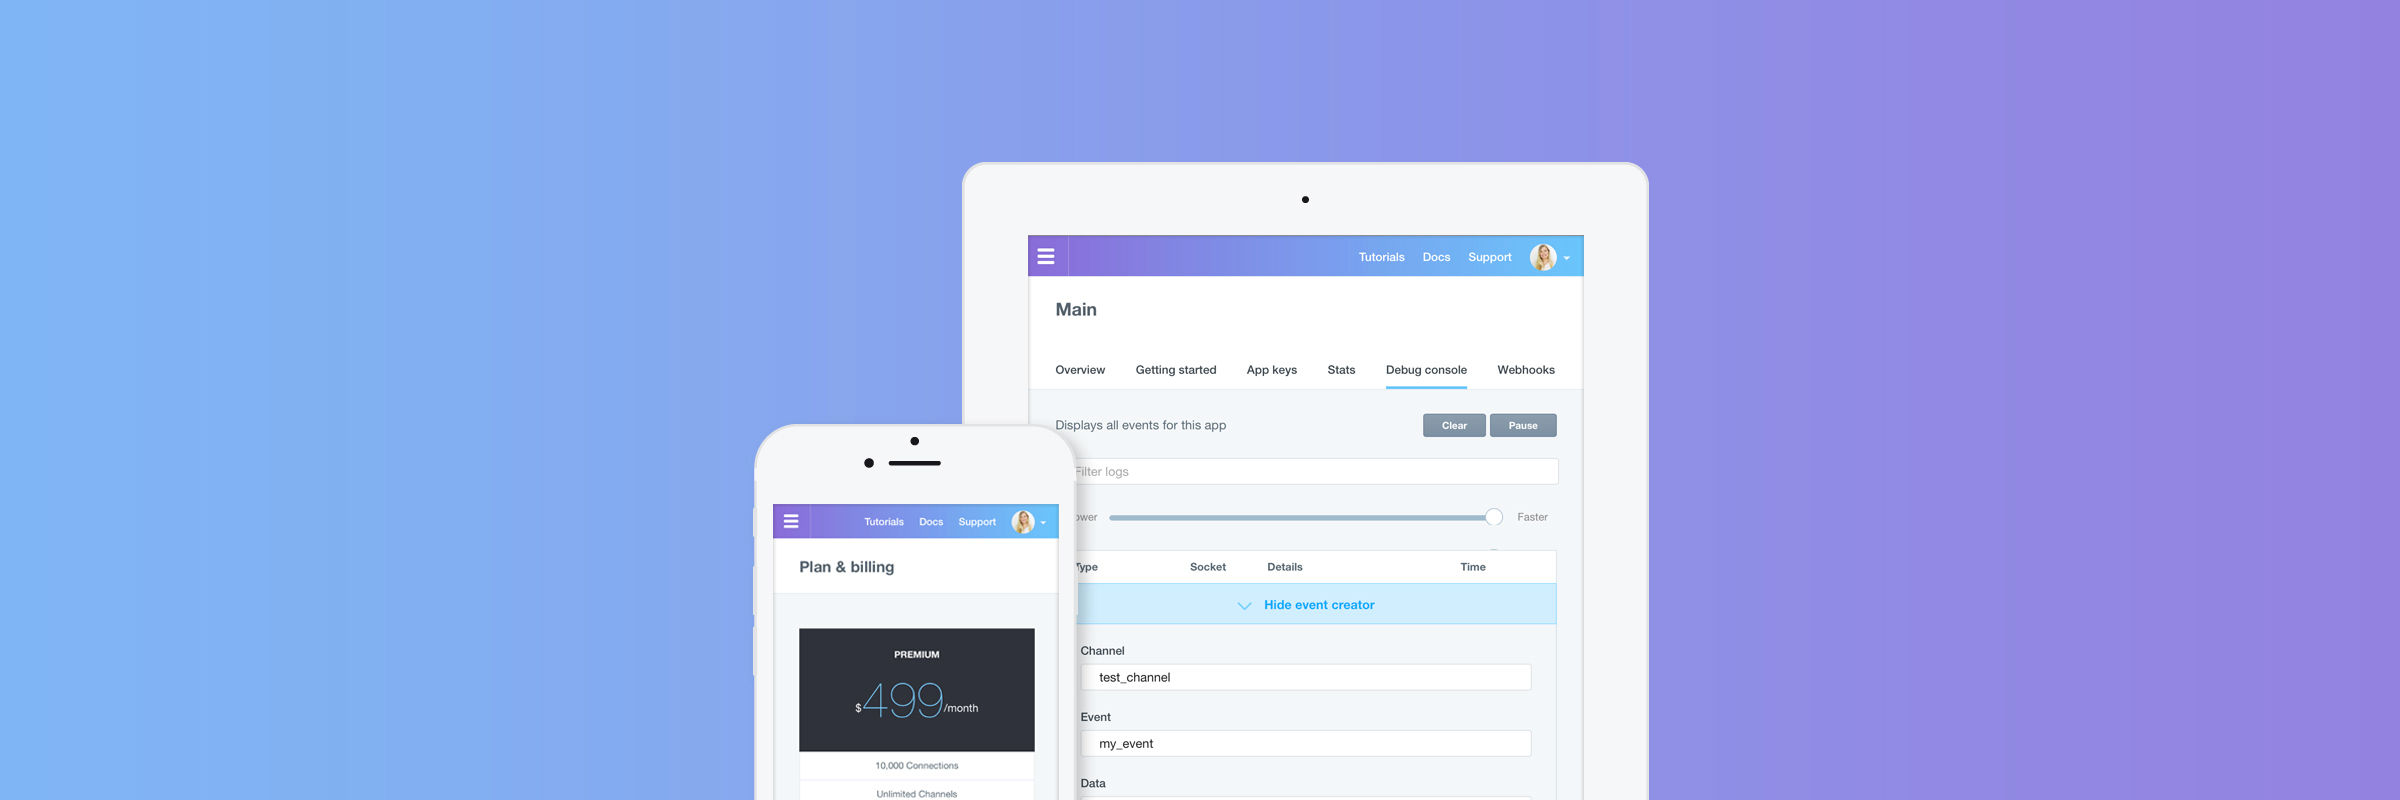 Tutorials Docs Support
Main
Overview Getting started App keys Stats Debug console Webhooks
Displays all events for this app Clear Pause
Filter logs
Faster
Type Socket Details Time
Hide event creator
Channel
test_channel
Event
my_event
Data
Tutorials Docs Support
Plan & billing
PREMIUM
$499/month
10,000 Connections
Unlimited Channels